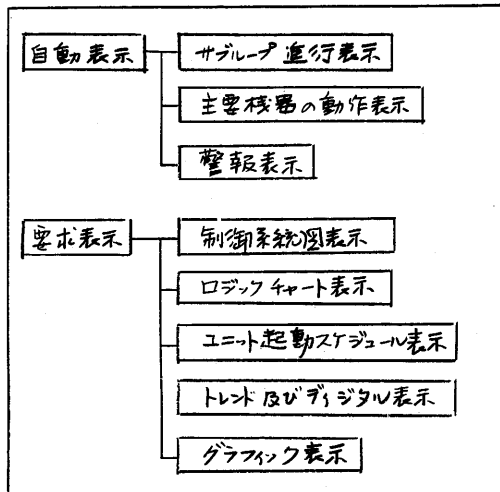 自動表示
サブループ進行表示
主要機器の動作表示
警報表示
要求表示
制御系統図表示
ロジックチャート表示
ユニット起動スケジュール表示
トレンド及びディジタル表示
グラフィック表示